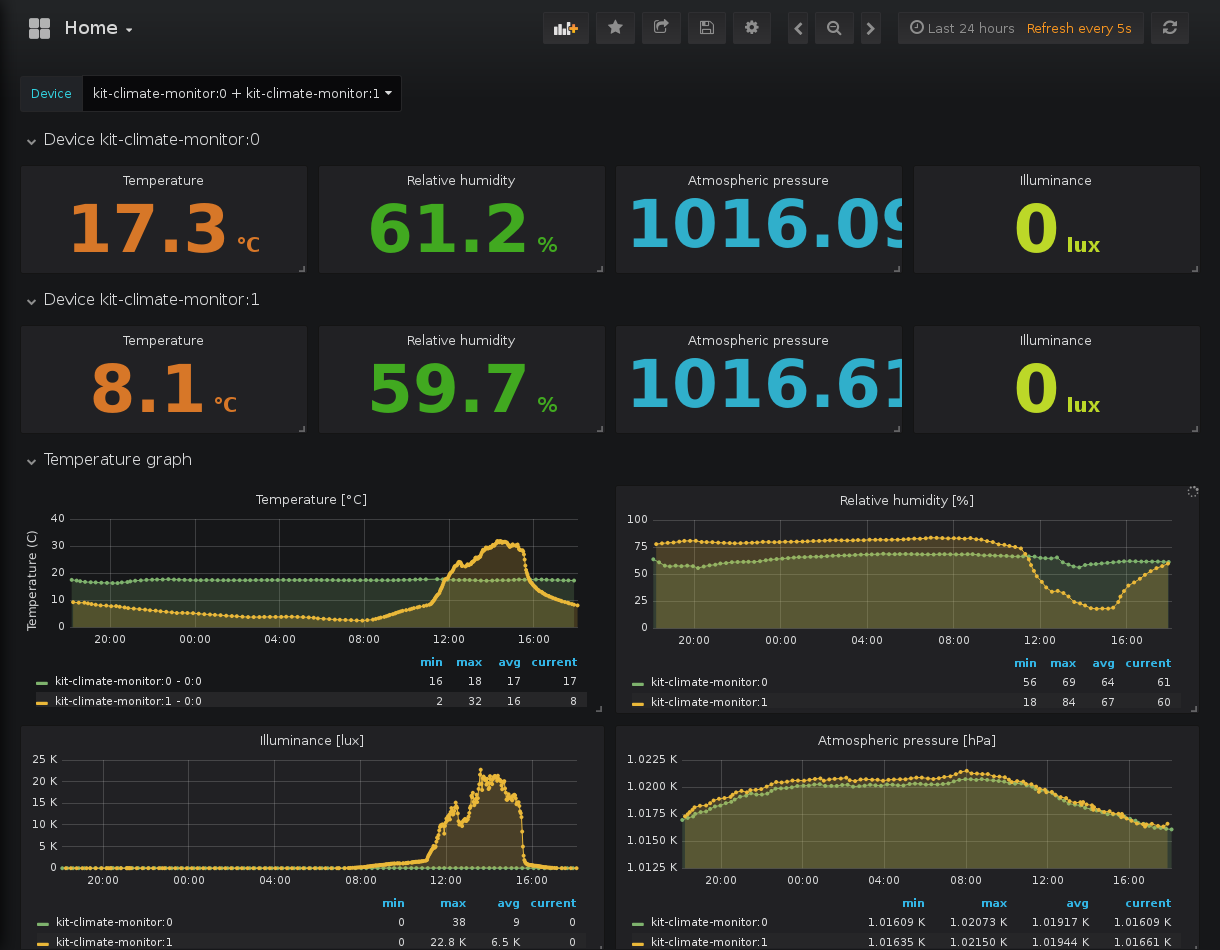 Home
Last 24 hours Refresh every 5s
Device kit-climate-monitor:0 + kit-climate-monitor:1
Device kit-climate-monitor:0
Temperature Relative humidity Atmospheric pressure Illuminance
17.3 °C 61.2 % 1016.09 0 lux
Device kit-climate-monitor:1
Temperature Relative humidity Atmospheric pressure Illuminance
8.1 °C 59.7 % 1016.61 0 lux
Temperature graph
Temperature [°C]
Temperature (C)
40
30
20
10
0
20:00 00:00 04:00 08:00 12:00 16:00
min max avg current
kit-climate-monitor:0 - 0:0 16 18 17 17
kit-climate-monitor:1 - 0:0 2 32 16 8
Relative humidity [%]
100
75
50
25
0
20:00 00:00 04:00 08:00 12:00 16:00
min max avg current
kit-climate-monitor:0 56 69 64 61
kit-climate-monitor:1 18 84 67 60
Illuminance [lux]
25 K
20 K
15 K
10 K
5 K
0
20:00 00:00 04:00 08:00 12:00 16:00
min max avg current
kit-climate-monitor:0 0 38 9 0
kit-climate-monitor:1 0 22.8 K 6.5 K 0
Atmospheric pressure [hPa]
1.0225 K
1.0200 K
1.0175 K
1.0150 K
1.0125 K
20:00 00:00 04:00 08:00 12:00 16:00
min max avg current
kit-climate-monitor:0 1.01609 K 1.02073 K 1.01917 K 1.01609 K
kit-climate-monitor:1 1.01635 K 1.02150 K 1.01944 K 1.01661 K